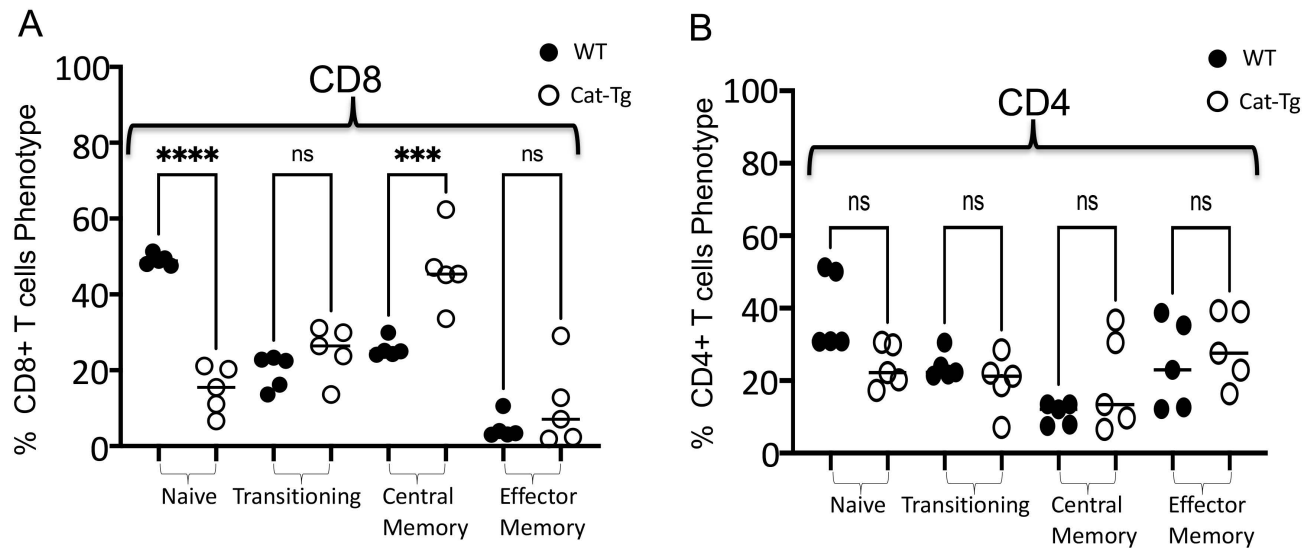 A
WT
Cat-Tg
CD8
% CD8+ T cells Phenotype
100
80
60
40
20
0
**** ns *** ns
Naive Transitioning Central Memory Effector Memory
B
WT
Cat-Tg
CD4
% CD4+ T cells Phenotype
100
80
60
40
20
0
ns ns ns ns
Naive Transitioning Central Memory Effector Memory